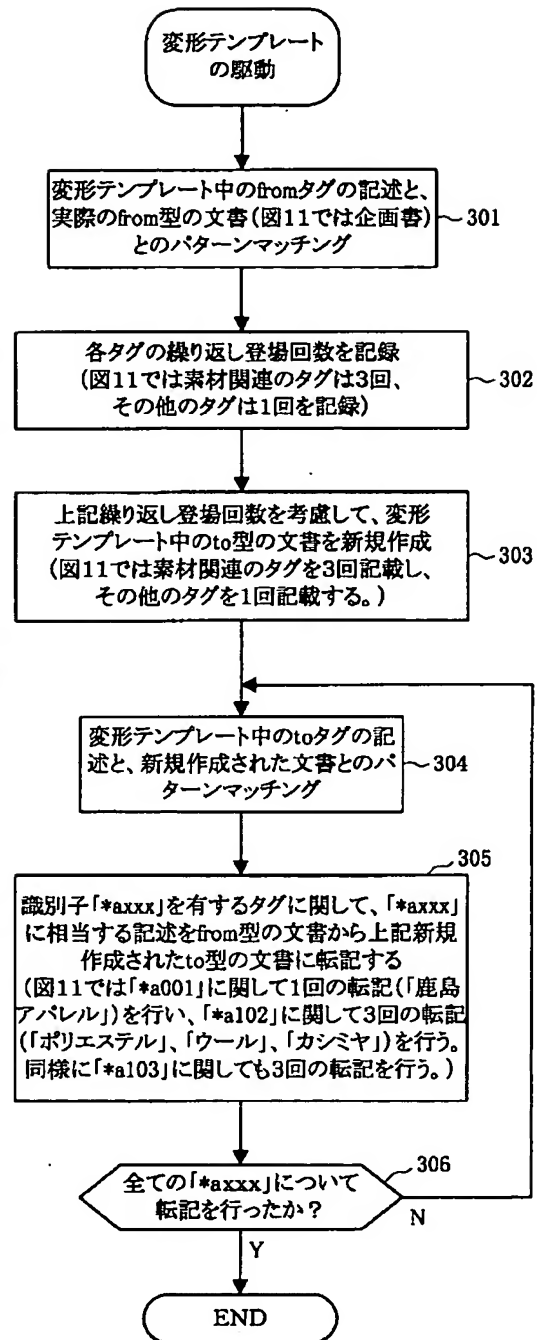 変形テンプレート
の駆動
変形テンプレート中のfromタグの記述と、
実際のfrom型の文書(図11では企画書)
とのパターンマッチング
301
各タグの繰り返し登場回数を記録
(図11では素材関連のタグは3回、
その他のタグは1回を記録)
302
上記繰り返し登場回数を考慮して、変形
テンプレート中のto型の文書を新規作成
(図11では素材関連のタグを3回記載し、
その他のタグを1回記載する。)
303
変形テンプレート中のtoタグの記
述と、新規作成された文書とのパ
ターンマッチング
304
305
識別子「*axxx」を有するタグに関して、「*axxx」
に相当する記述をfrom型の文書から上記新規
作成されたto型の文書に転記する
(図11では「*a001」に関して1回の転記(「鹿島
アパレル」)を行い、「*a102」に関して3回の転記
(「ポリエステル」、「ウール」、「カシミヤ」)を行う。
同様に「*a103」に関しても3回の転記を行う。)
306
全ての「*axxx」について
転記を行ったか？
N
Y
END